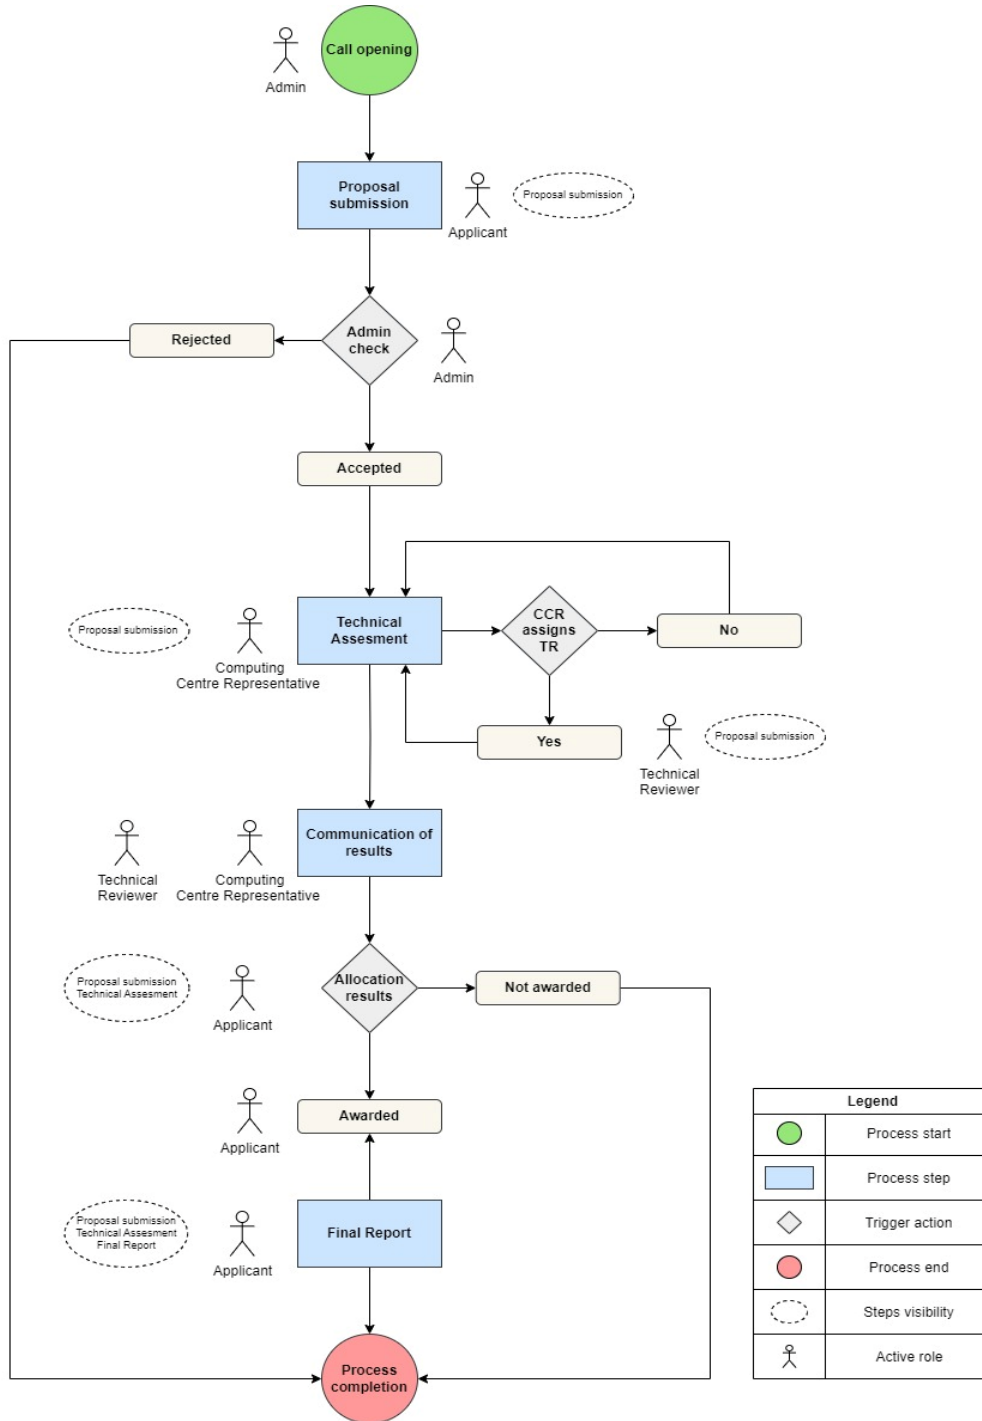 Call opening
Admin
Proposal
submission
Applicant
Proposal submission
Rejected
Admin
check
Admin
Accepted
Proposal submission
Computing
Centre Representative
Technical
Assesment
CCR
assigns
TR
No
Yes
Technical
Reviewer
Proposal submission
Technical
Reviewer
Computing
Centre Representative
Communication of
results
Proposal submission
Technical Assesment
Applicant
Allocation
results
Not awarded
Applicant
Awarded
Proposal submission
Technical Assesment
Final Report
Applicant
Final Report
Process
completion
Legend
Process start
Process step
Trigger action
Process end
Steps visibility
Active role